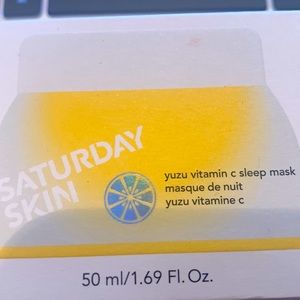 SATURDAY
SKIN
yuzu vitamin c sleep mask
masque de nuit
yuzu vitamine c
50 ml/1.69 Fl. Oz.